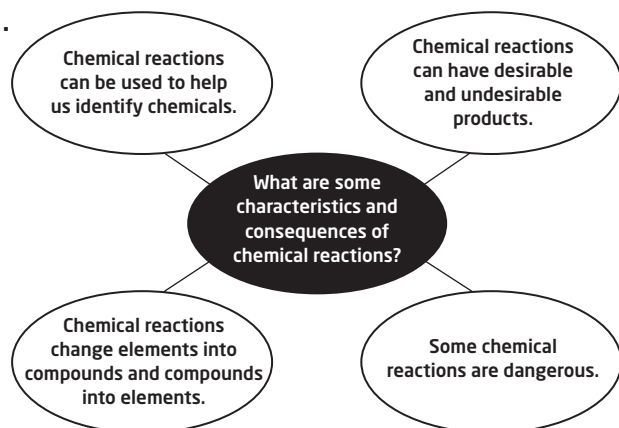 .
Chemical reactions
can be used to help
us identify chemicals.
Chemical reactions
can have desirable
and undesirable
products.
What are some
characteristics and
consequences of
chemical reactions?
Chemical reactions
change elements into
compounds and compounds
into elements.
Some chemical
reactions are dangerous.